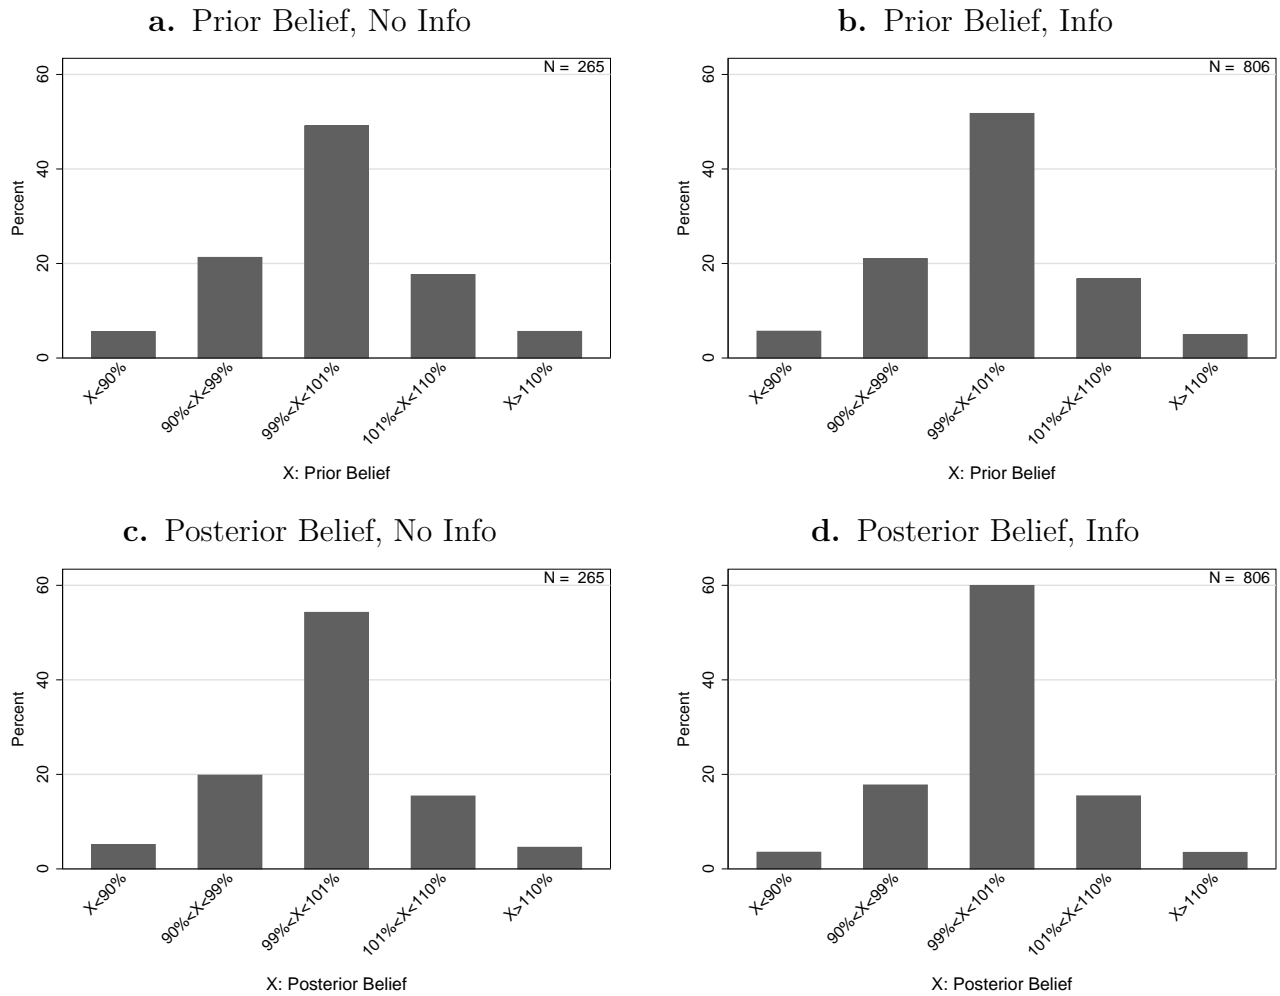 a. Prior Belief, No Info
N = 265
60
40
20
0
Percent
X<90%
90%<X<99%
99%<X<101%
101%<X<110%
X>110%
X: Prior Belief
b. Prior Belief, Info
N = 806
60
40
20
0
Percent
X<90%
90%<X<99%
99%<X<101%
101%<X<110%
X>110%
X: Prior Belief
c. Posterior Belief, No Info
N = 265
60
40
20
0
Percent
X<90%
90%<X<99%
99%<X<101%
101%<X<110%
X>110%
X: Posterior Belief
d. Posterior Belief, Info
N = 806
60
40
20
0
Percent
X<90%
90%<X<99%
99%<X<101%
101%<X<110%
X>110%
X: Posterior Belief